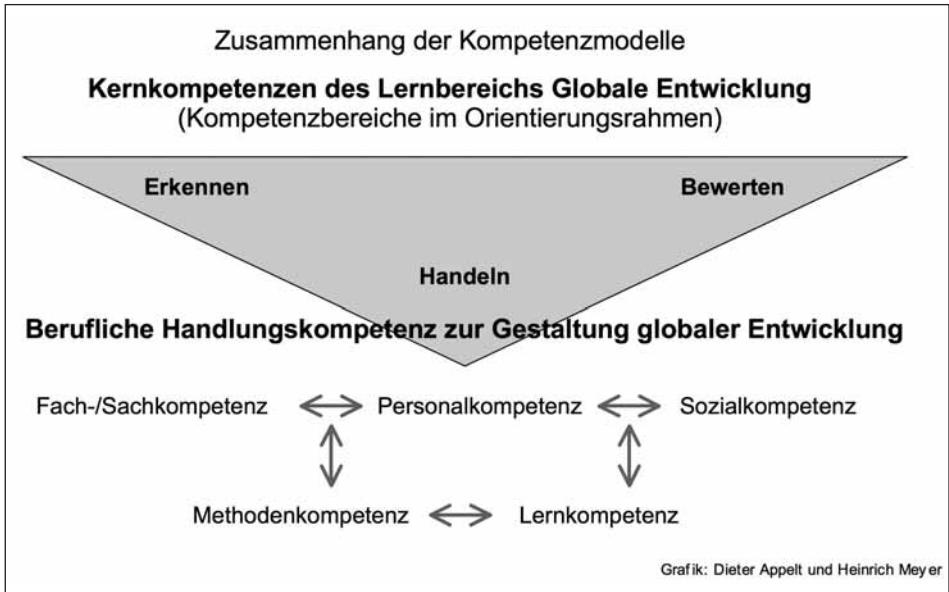 Zusammenhang der Kompetenzmodelle
Kernkompetenzen des Lernbereichs Globale Entwicklung
(Kompetenzbereiche im Orientierungsrahmen)
Erkennen Bewerten
Handeln
Berufliche Handlungskompetenz zur Gestaltung globaler Entwicklung
Fach-/Sachkompetenz Personalkompetenz Sozialkompetenz
Methodenkompetenz Lernkompetenz
Grafik: Dieter Appelt und Heinrich Meyer